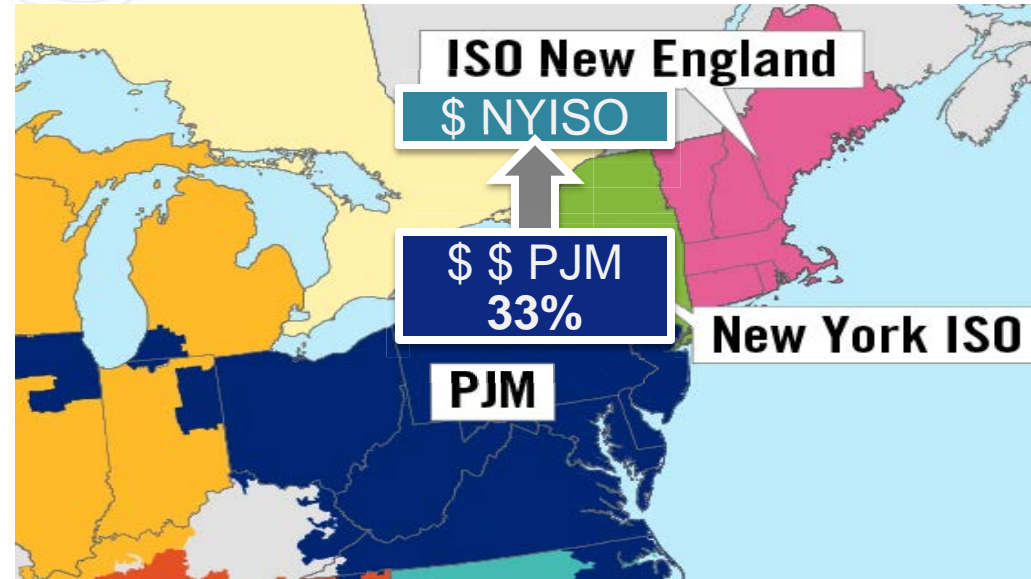 ISO New England
$ NYISO
$ $ PJM
33%
New York ISO
PJM